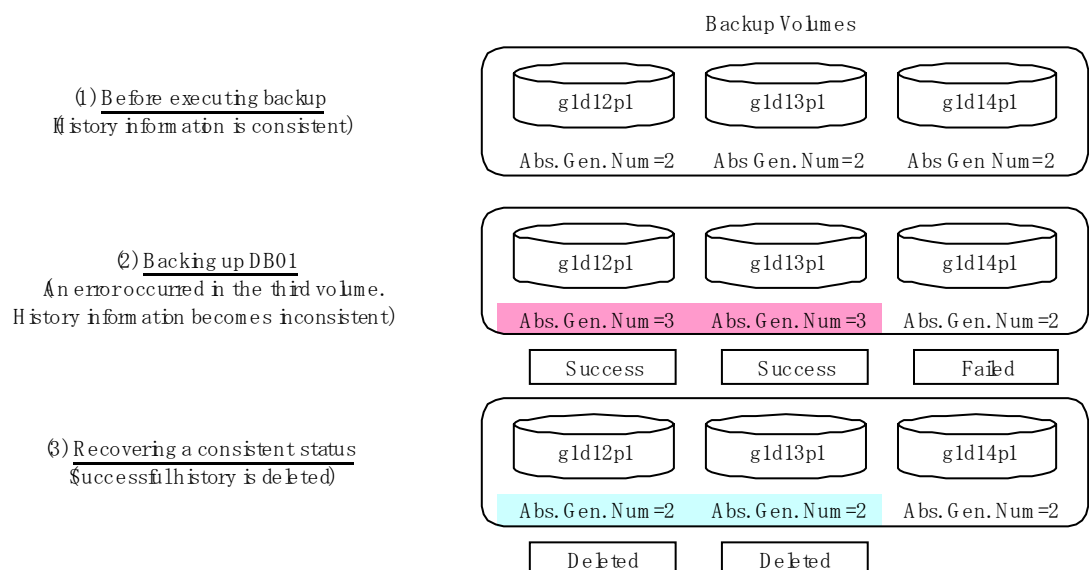 Backup Volumes
(1) Before executing backup
(History information is consistent)
g1d12p1 g1d13p1 g1d14p1
Abs. Gen. Num=2 Abs Gen. Num=2 Abs Gen Num=2
(2) Backing up DB01
(An error occurred in the third volume.
History information becomes inconsistent)
g1d12p1 g1d13p1 g1d14p1
Abs. Gen. Num=3 Abs. Gen. Num=3 Abs. Gen. Num=2
Success Success Failed
(3) Recovering a consistent status
(Successful history is deleted)
g1d12p1 g1d13p1 g1d14p1
Abs. Gen. Num=2 Abs. Gen. Num=2 Abs. Gen. Num=2
Deleted Deleted